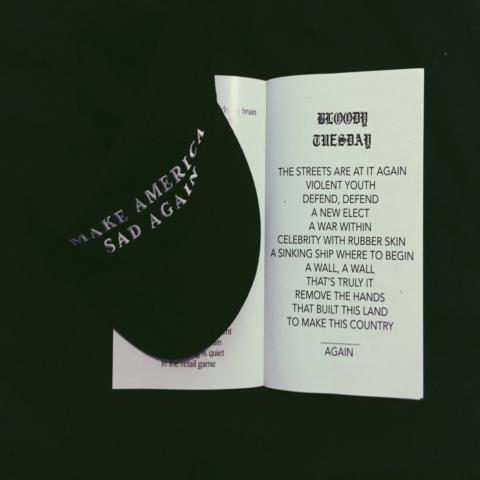 MAKE AMERICA
SAD AGAIN
brain
is quiet
in the retail game
BLOODY
TUESDAY
THE STREETS ARE AT IT AGAIN
VIOLENT YOUTH
DEFEND, DEFEND
A NEW ELECT
A WAR WITHIN
CELEBRITY WITH RUBBER SKIN
A SINKING SHIP WHERE TO BEGIN
A WALL, A WALL
THAT'S TRULY IT
REMOVE THE HANDS
THAT BUILT THIS LAND
TO MAKE THIS COUNTRY
AGAIN